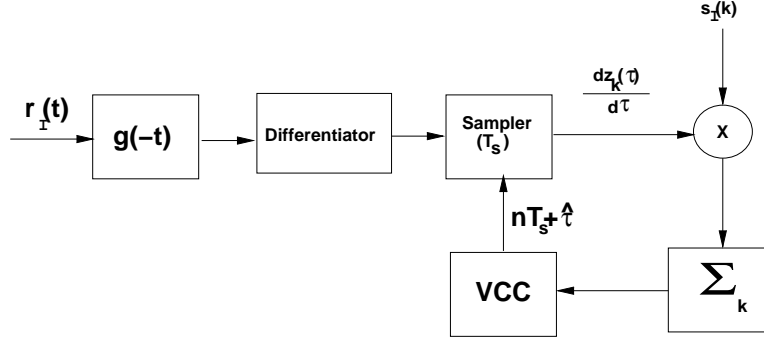 s_I(k)
r_I(t)
g(−t)
Differentiator
Sampler
(T_s)
dz_k(τ)
dτ
X
nT_s+τ̂
VCC
Σ_k